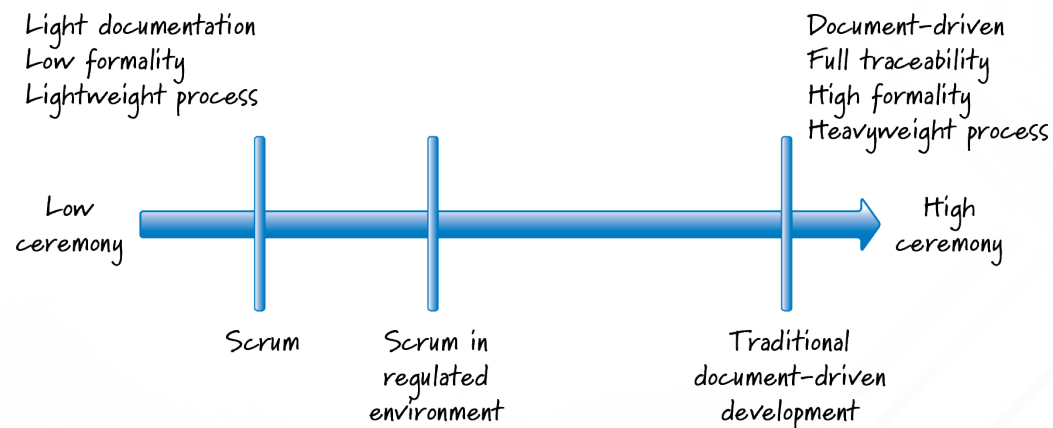 Light documentation
Low formality
Lightweight process
Document-driven
Full traceability
High formality
Heavyweight process
Low
ceremony
High
ceremony
Scrum
Scrum in
regulated
environment
Traditional
document-driven
development